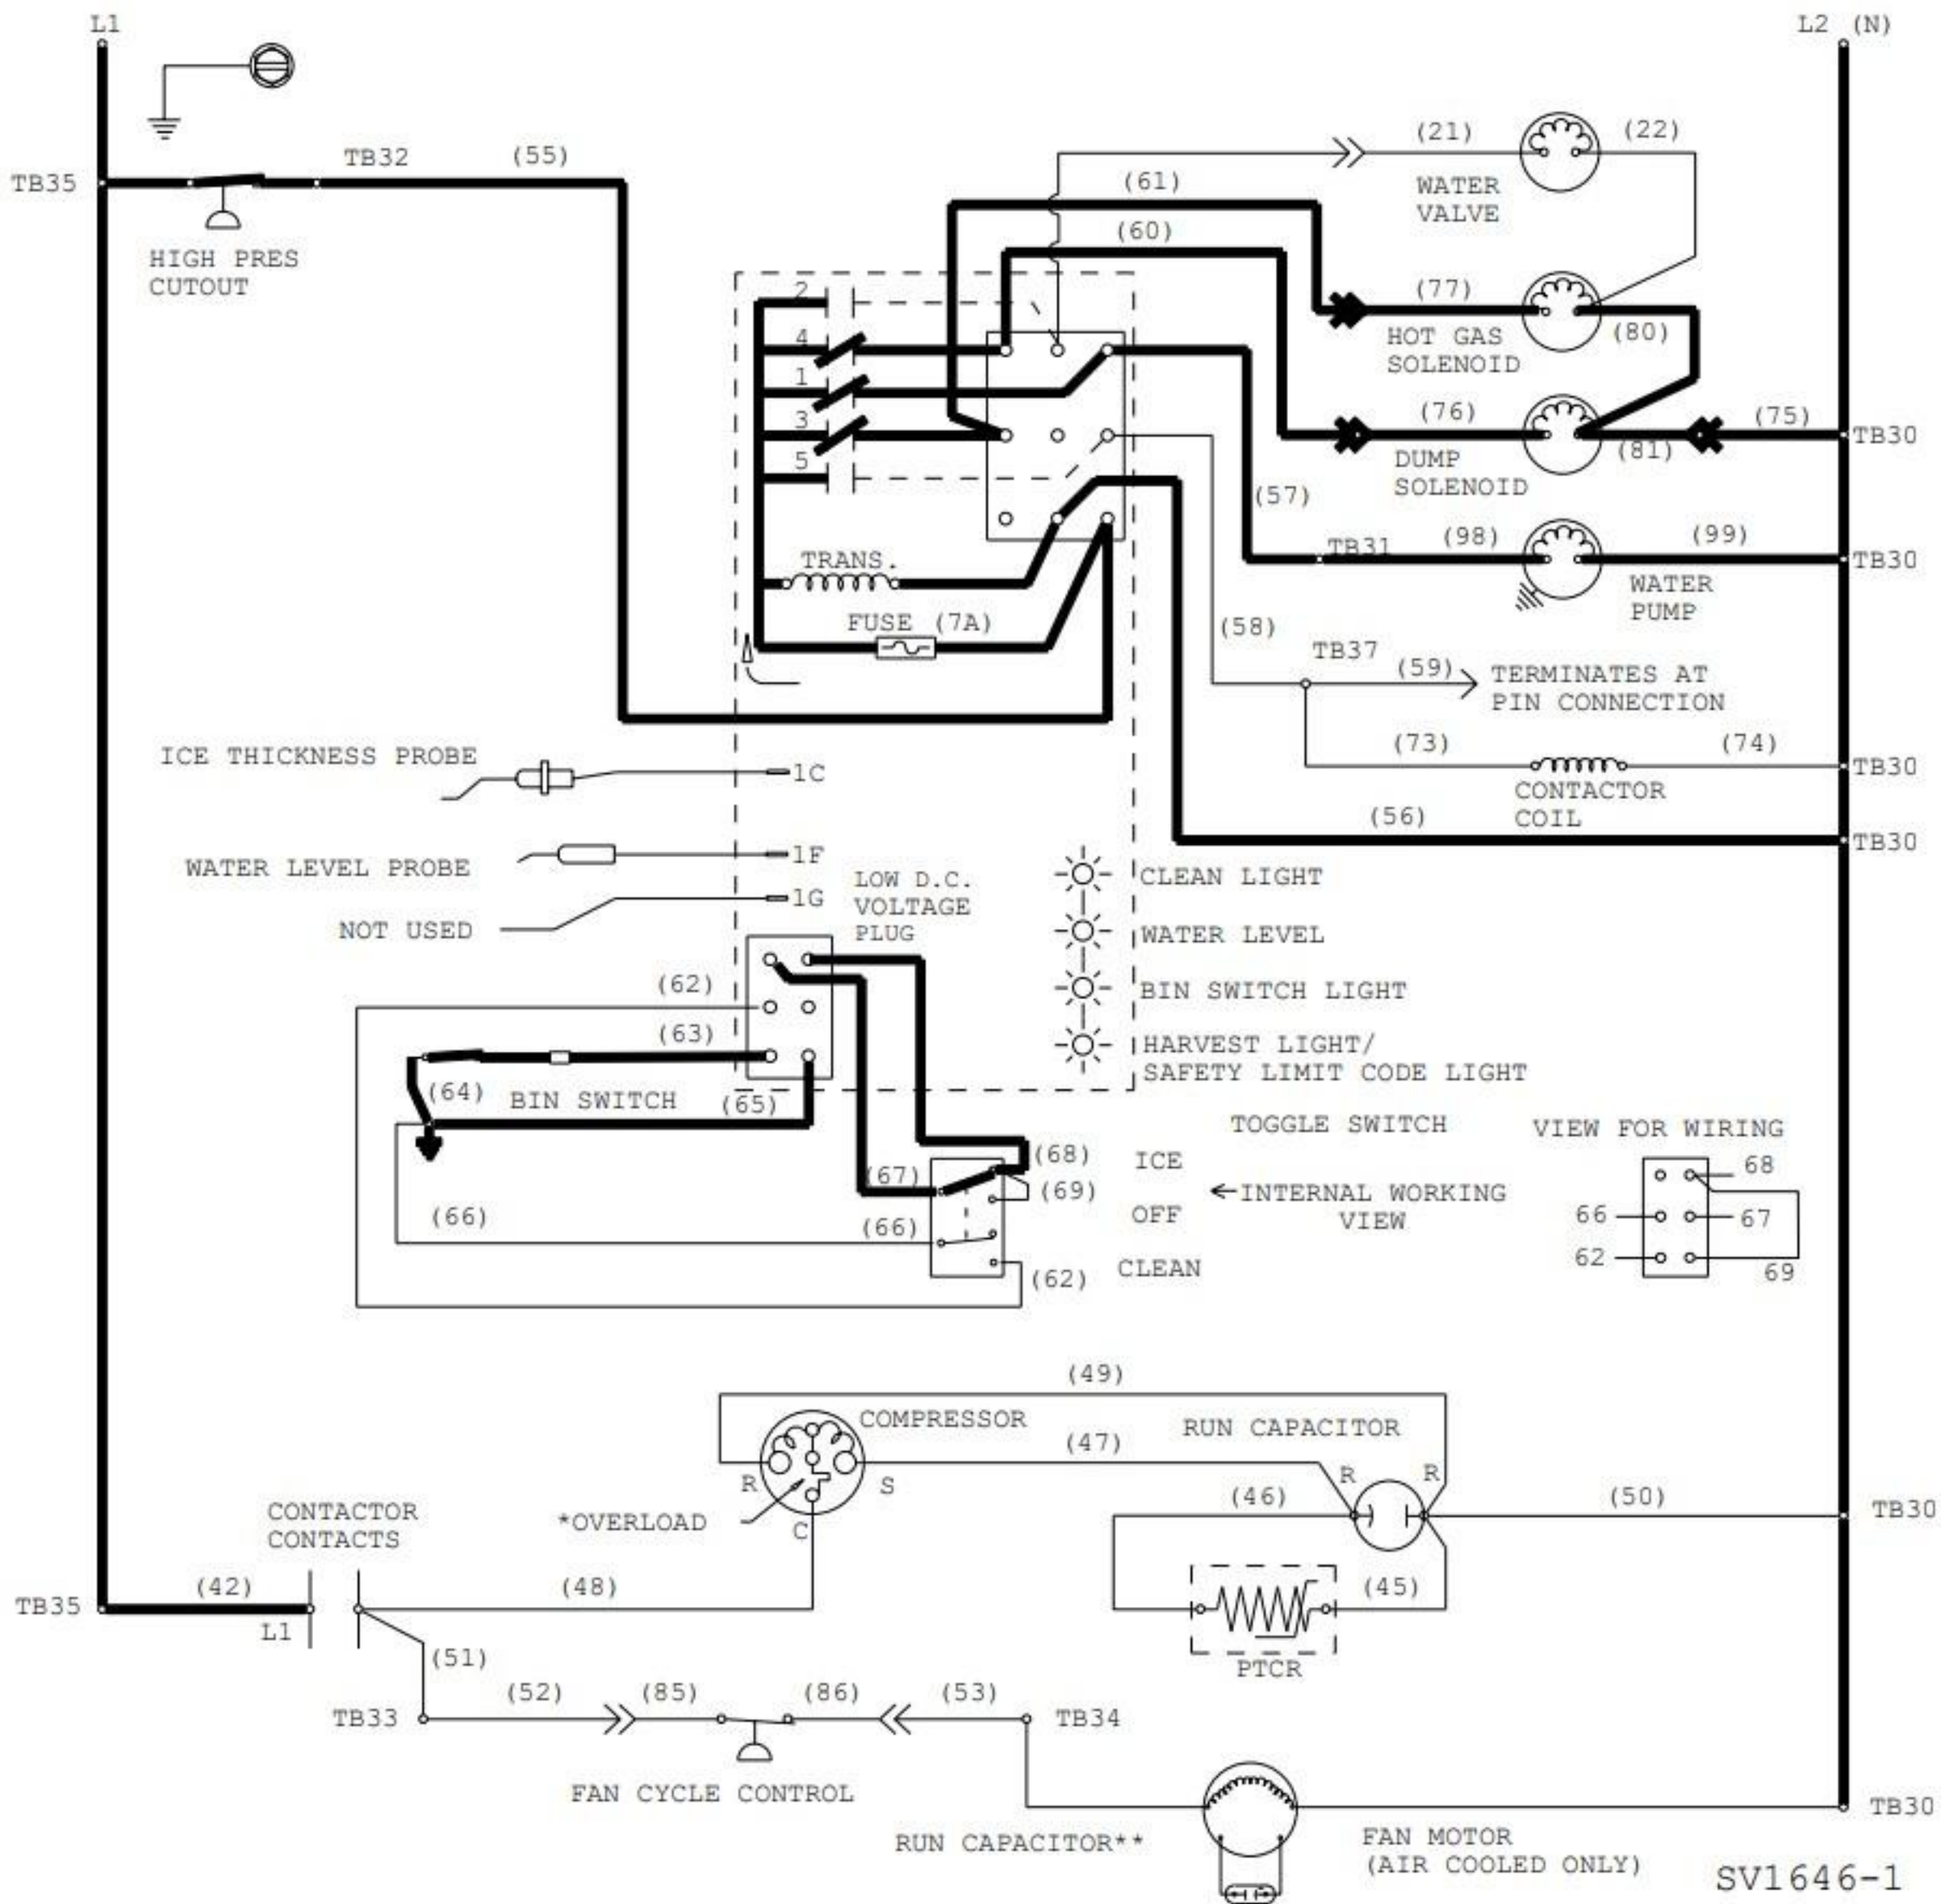 L1
L2 (N)
(21)
(22)
TB32
(55)
TB35
(61)
WATER
VALVE
(60)
HIGH PRES
CUTOUT
2
(77)
4
HOT GAS
SOLENOID
(80)
1
3
(76)
(75)
TB30
5
DUMP
SOLENOID
(81)
(57)
TRANS.
TB31
(98)
(99)
TB30
WATER
PUMP
FUSE (7A)
(58)
TB37
(59)
TERMINATES AT
PIN CONNECTION
ICE THICKNESS PROBE
1C
(73)
(74)
TB30
CONTACTOR
COIL
(56)
TB30
WATER LEVEL PROBE
1F
LOW D.C.
VOLTAGE
PLUG
CLEAN LIGHT
1G
NOT USED
WATER LEVEL
(62)
BIN SWITCH LIGHT
(63)
HARVEST LIGHT/
SAFETY LIMIT CODE LIGHT
(64)
BIN SWITCH
(65)
TOGGLE SWITCH
VIEW FOR WIRING
(68)
ICE
68
(67)
(69)
INTERNAL WORKING
VIEW
(66)
(66)
OFF
66
67
CLEAN
62
(62)
69
(49)
COMPRESSOR
RUN CAPACITOR
(47)
R
S
R
R
(46)
(50)
TB30
CONTACTOR
CONTACTS
*OVERLOAD
C
(42)
(48)
(45)
TB35
L1
(51)
PTCR
(52)
(85)
(86)
(53)
TB33
TB34
FAN CYCLE CONTROL
TB30
RUN CAPACITOR**
FAN MOTOR
(AIR COOLED ONLY)
SV1646-1